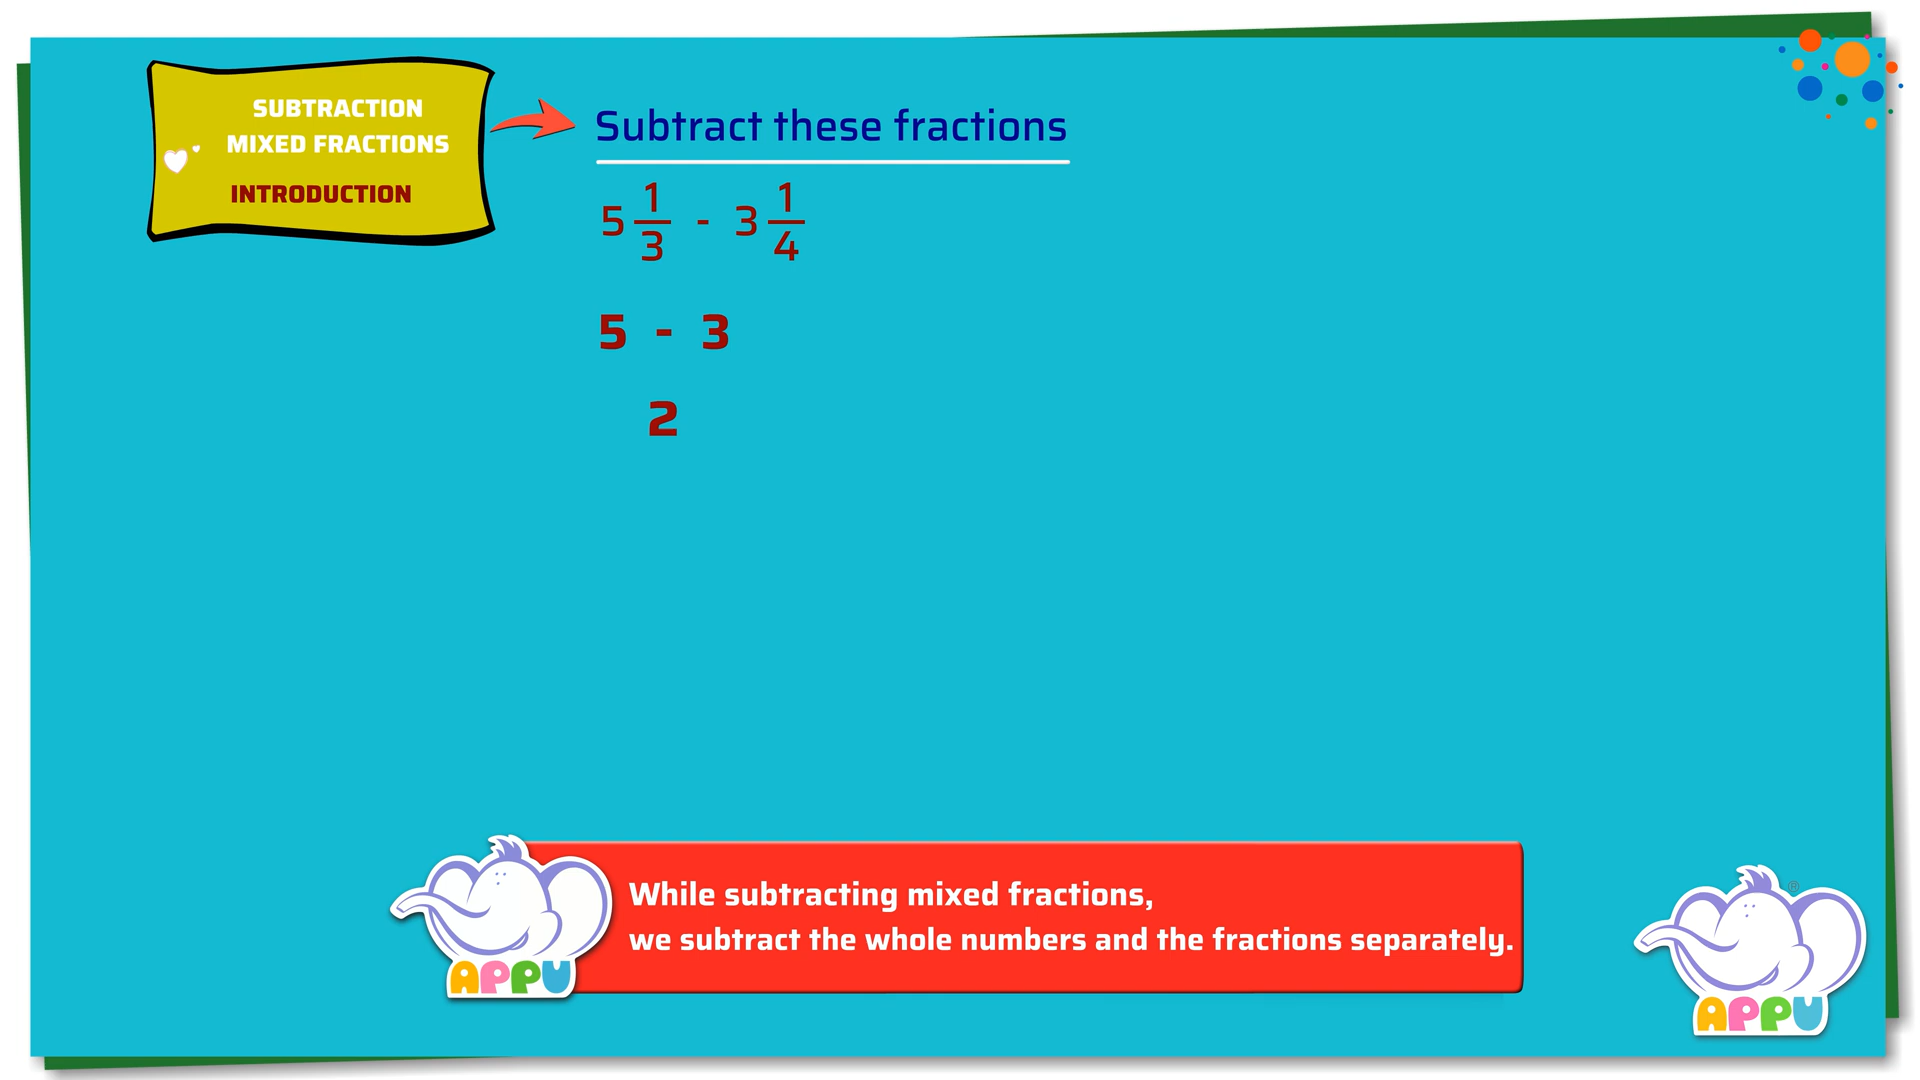 SUBTRACTION
MIXED FRACTIONS
INTRODUCTION
Subtract these fractions
5 1/3 - 3 1/4
5 - 3
2
While subtracting mixed fractions,
we subtract the whole numbers and the fractions separately.
APPU
APPU
®